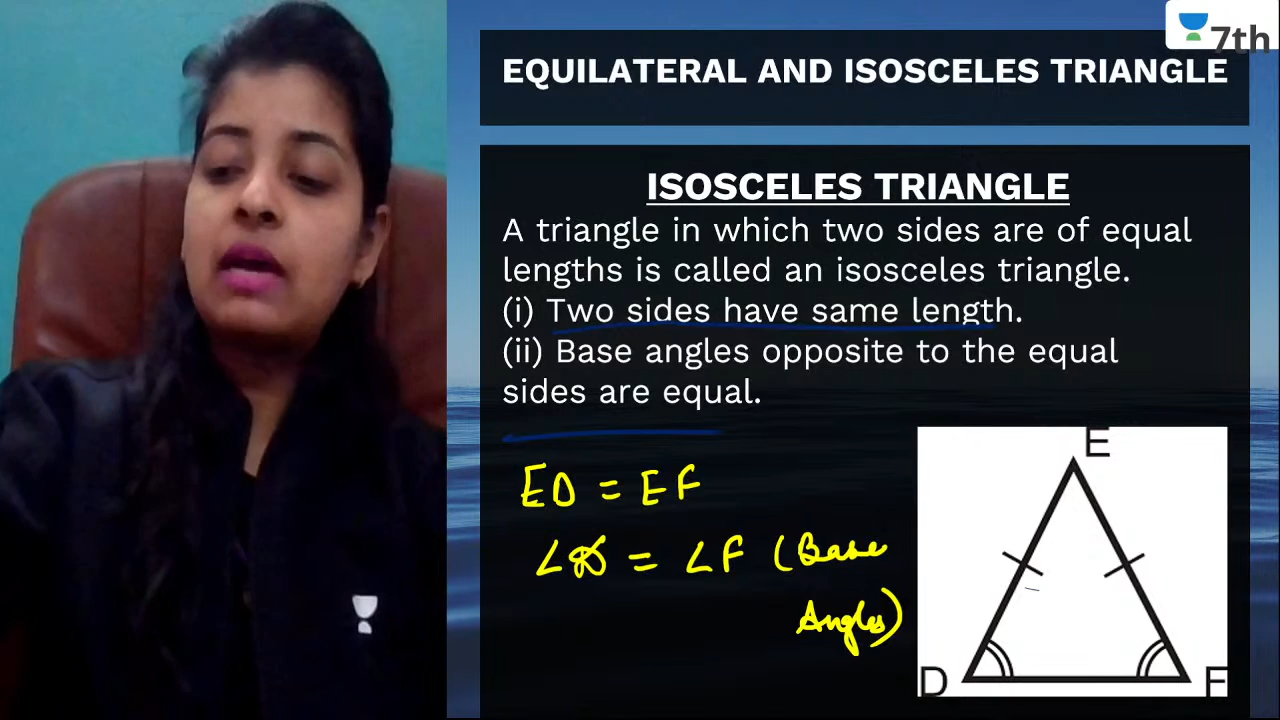 7th
EQUILATERAL AND ISOSCELES TRIANGLE
ISOSCELES TRIANGLE
A triangle in which two sides are of equal
lengths is called an isosceles triangle.
(i) Two sides have same length.
(ii) Base angles opposite to the equal
sides are equal.
ED = EF
∠D = ∠F (Base
Angles)
E
D
F